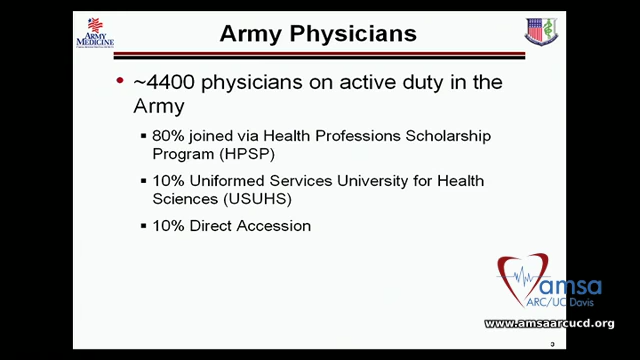 ARMY MEDICINE
Army Physicians
• ~4400 physicians on active duty in the
Army
▪ 80% joined via Health Professions Scholarship
Program (HPSP)
▪ 10% Uniformed Services University for Health
Sciences (USUHS)
▪ 10% Direct Accession
amsa
ARC/UC Davis
www.amsaarcucd.org